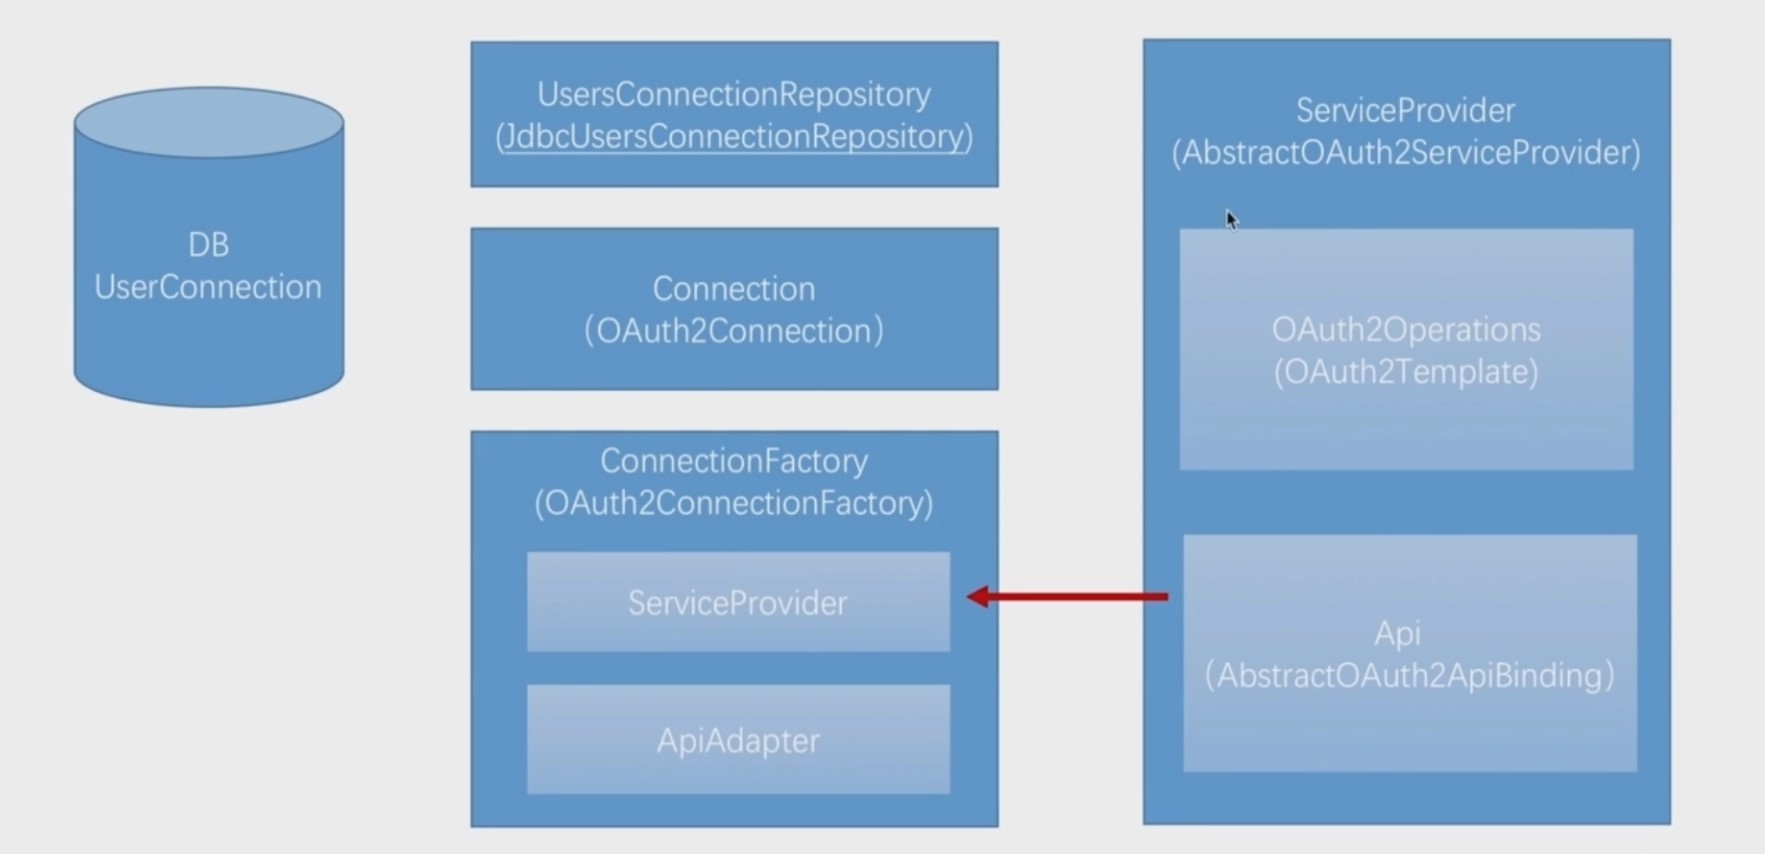 DB
UserConnection
UsersConnectionRepository
(JdbcUsersConnectionRepository)
Connection
（OAuth2Connection）
ConnectionFactory
(OAuth2ConnectionFactory)
ServiceProvider
ApiAdapter
ServiceProvider
(AbstractOAuth2ServiceProvider)
OAuth2Operations
(OAuth2Template)
Api
（AbstractOAuth2ApiBinding）